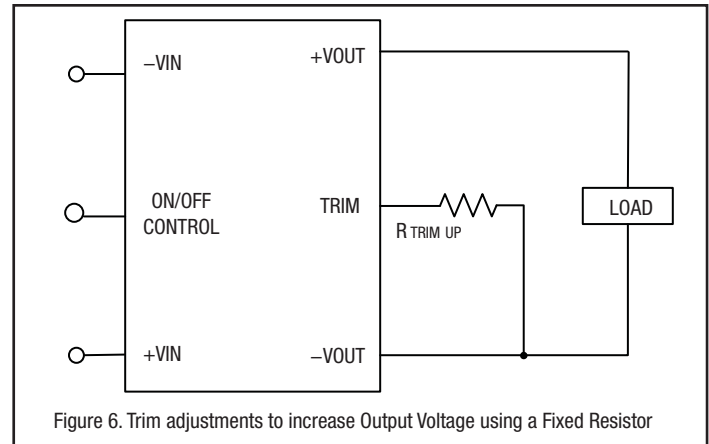 −VIN
+VOUT
ON/OFF
CONTROL
TRIM
R TRIM UP
LOAD
+VIN
−VOUT
Figure 6. Trim adjustments to increase Output Voltage using a Fixed Resistor